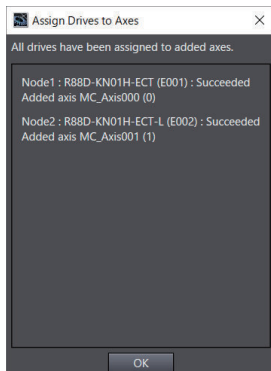 Assign Drives to Axes
All drives have been assigned to added axes.
Node1 : R88D-KN01H-ECT (E001) : Succeeded
Added axis MC_Axis000 (0)
Node2 : R88D-KN01H-ECT-L (E002) : Succeeded
Added axis MC_Axis001 (1)
OK